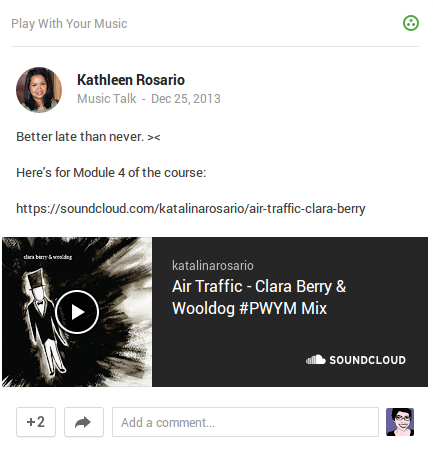 Play With Your Music
Kathleen Rosario
Music Talk - Dec 25, 2013
Better late than never. ><
Here's for Module 4 of the course:
https://soundcloud.com/katalinarosario/air-traffic-clara-berry
clara berry & wooldog
katalinarosario
Air Traffic - Clara Berry &
Wooldog #PWYM Mix
SOUNDCLOUD
+2
Add a comment...